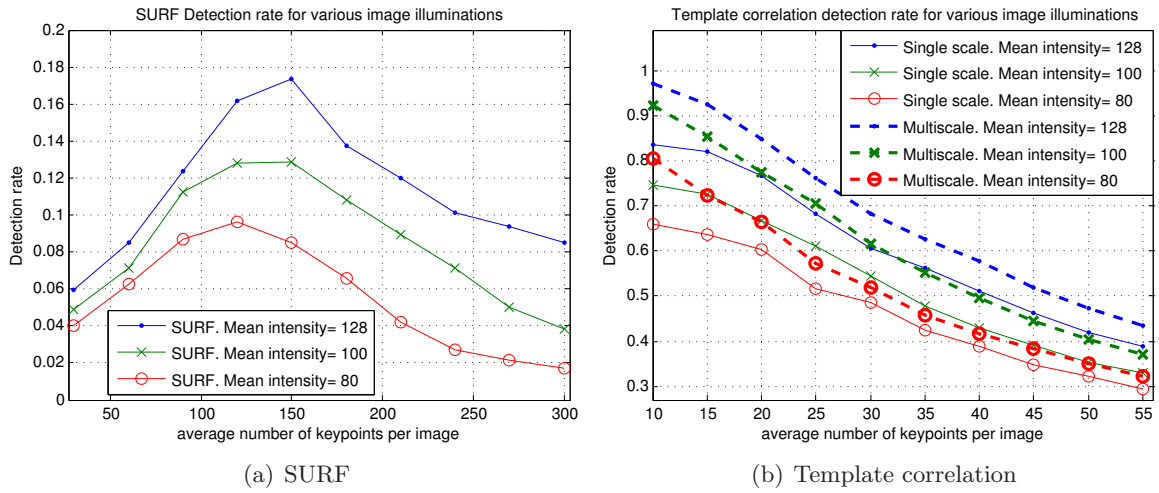 SURF Detection rate for various image illuminations
0.2
0.18
0.16
0.14
0.12
0.1
0.08
0.06
0.04
0.02
0
Detection rate
SURF. Mean intensity= 128
SURF. Mean intensity= 100
SURF. Mean intensity= 80
50 100 150 200 250 300
average number of keypoints per image
(a) SURF
Template correlation detection rate for various image illuminations
1
0.9
0.8
0.7
0.6
0.5
0.4
0.3
Detection rate
Single scale. Mean intensity= 128
Single scale. Mean intensity= 100
Single scale. Mean intensity= 80
Multiscale. Mean intensity= 128
Multiscale. Mean intensity= 100
Multiscale. Mean intensity= 80
10 15 20 25 30 35 40 45 50 55
average number of keypoints per image
(b) Template correlation